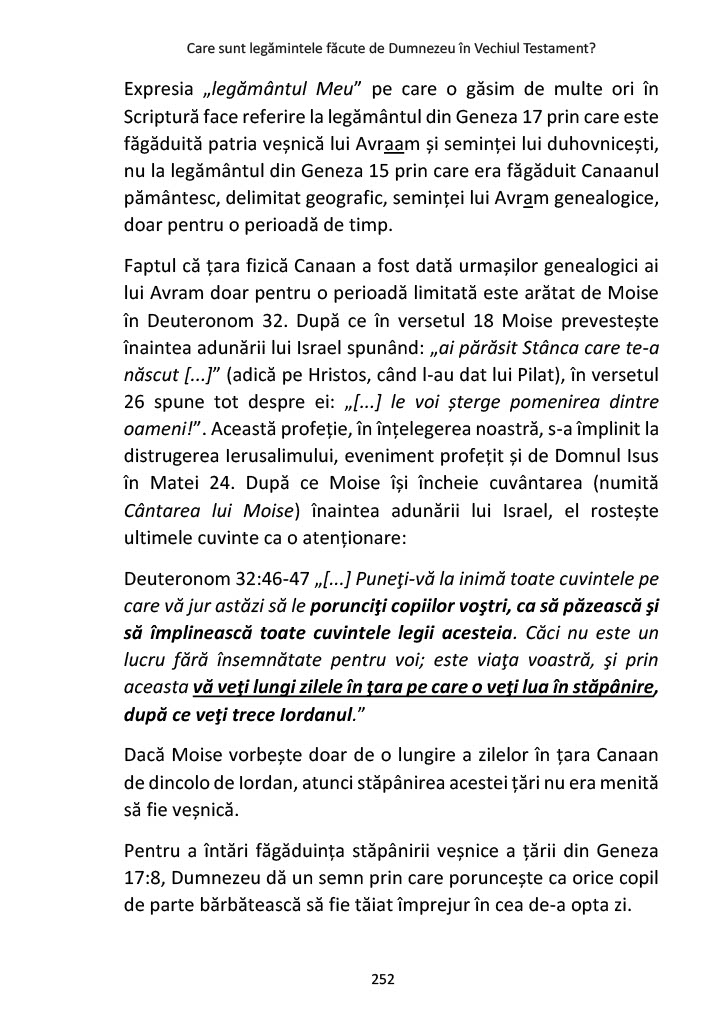 Care sunt legămintele făcute de Dumnezeu în Vechiul Testament?
Expresia „legământul Meu” pe care o găsim de multe ori în
Scriptură face referire la legământul din Geneza 17 prin care este
făgăduită patria veșnică lui Avraam și seminței lui duhovnicești,
nu la legământul din Geneza 15 prin care era făgăduit Canaanul
pământesc, delimitat geografic, seminței lui Avram genealogice,
doar pentru o perioadă de timp.
Faptul că țara fizică Canaan a fost dată urmașilor genealogici ai
lui Avram doar pentru o perioadă limitată este arătat de Moise
în Deuteronom 32. După ce în versetul 18 Moise prevestește
înaintea adunării lui Israel spunând: „ai părăsit Stânca care te-a
născut [...]” (adică pe Hristos, când l-au dat lui Pilat), în versetul
26 spune tot despre ei: „[...] le voi șterge pomenirea dintre
oameni!”. Această profeție, în înțelegerea noastră, s-a împlinit la
distrugerea Ierusalimului, eveniment profețit și de Domnul Isus
în Matei 24. După ce Moise își încheie cuvântarea (numită
Cântarea lui Moise) înaintea adunării lui Israel, el rostește
ultimele cuvinte ca o atenționare:
Deuteronom 32:46-47 „[...] Puneţi-vă la inimă toate cuvintele pe
care vă jur astăzi să le porunciţi copiilor voştri, ca să păzească şi
să împlinească toate cuvintele legii acesteia. Căci nu este un
lucru fără însemnătate pentru voi; este viaţa voastră, şi prin
aceasta vă veţi lungi zilele în ţara pe care o veţi lua în stăpânire,
după ce veţi trece Iordanul.”
Dacă Moise vorbește doar de o lungire a zilelor în țara Canaan
de dincolo de Iordan, atunci stăpânirea acestei țări nu era menită
să fie veșnică.
Pentru a întări făgăduința stăpânirii veșnice a țării din Geneza
17:8, Dumnezeu dă un semn prin care poruncește ca orice copil
de parte bărbătească să fie tăiat împrejur în cea de-a opta zi.
252